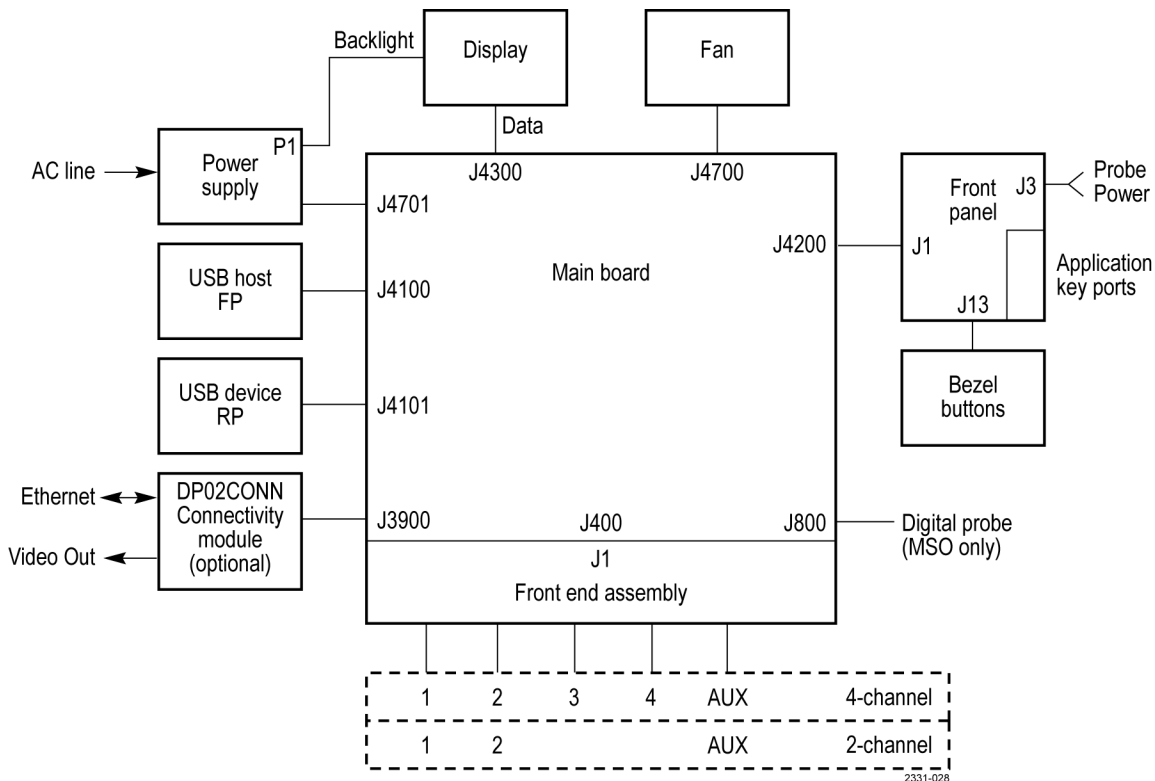 Backlight
Display
Fan
Data
AC line
Power
supply
P1
J4300
J4700
J4701
Front
panel
J3
Probe
Power
USB host
FP
J4100
Main board
J4200
J1
Application
key ports
J13
USB device
RP
J4101
Bezel
buttons
Ethernet
Video Out
DP02CONN
Connectivity
module
(optional)
J3900
J400
J800
Digital probe
(MSO only)
J1
Front end assembly
1 2 3 4 AUX 4-channel
1 2 AUX 2-channel
2331-028